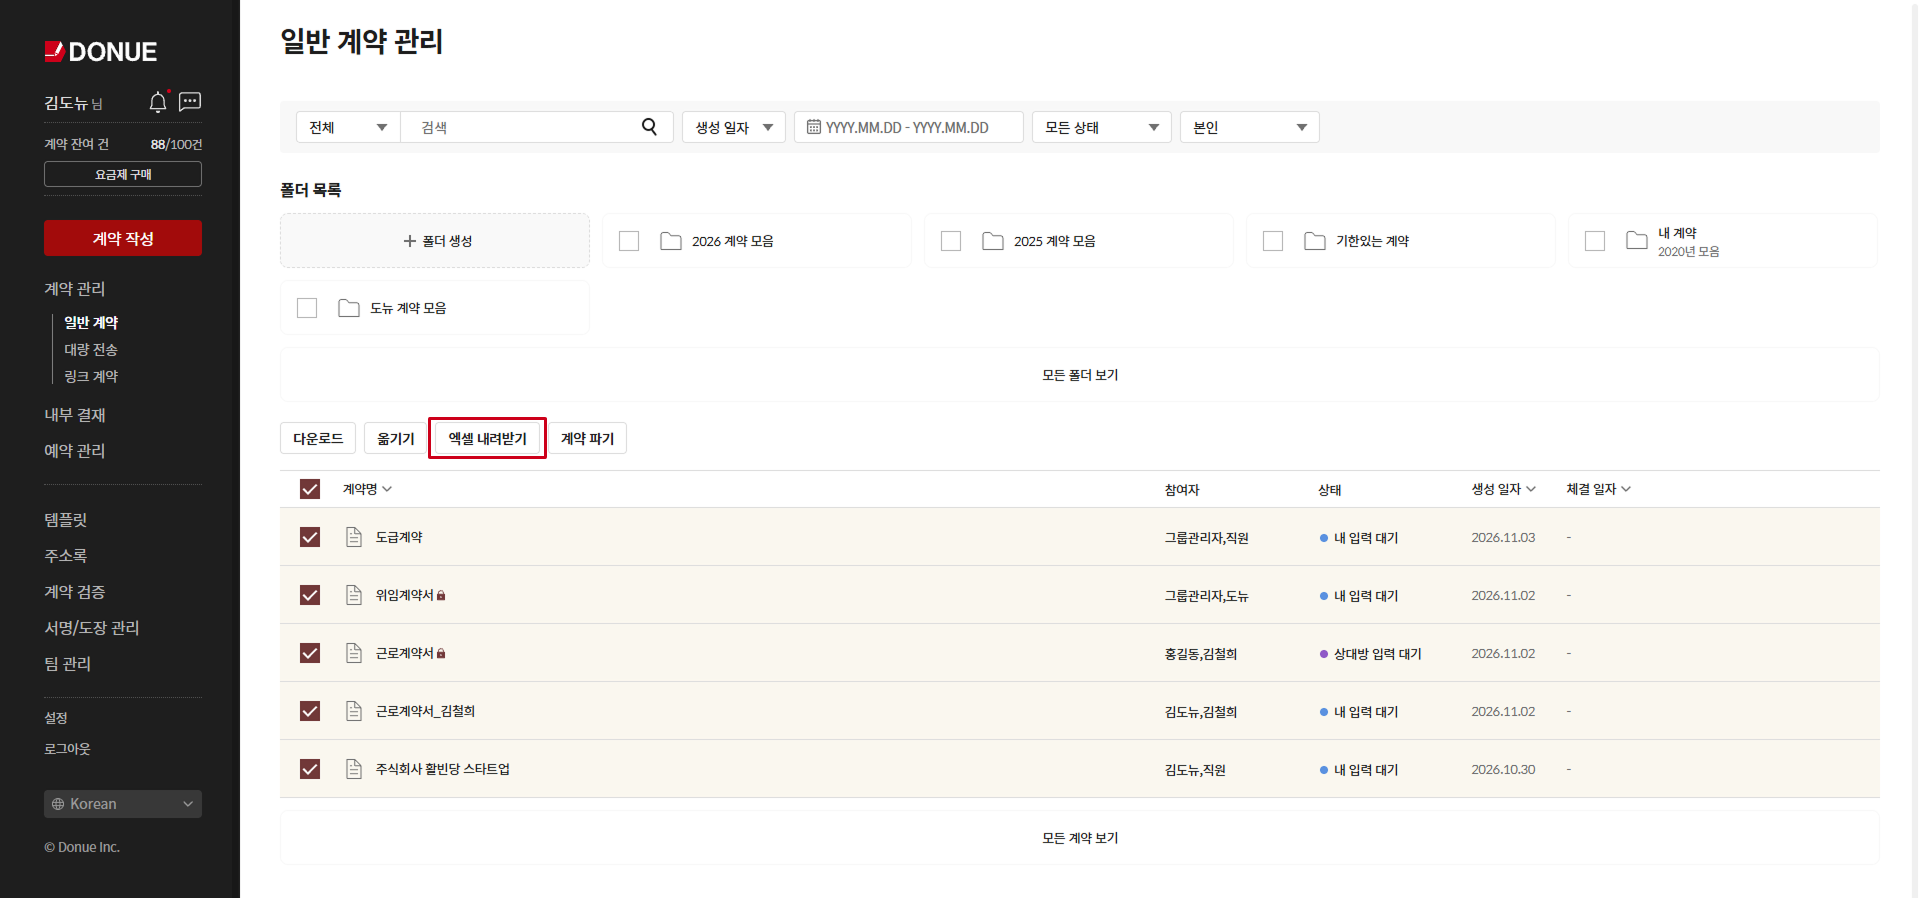 DONUE
김도뉴 님
계약 잔여 건 88/100건
요금제 구매
계약 작성
계약 관리
일반 계약
대량 전송
링크 계약
내부 결재
예약 관리
템플릿
주소록
계약 검증
서명/도장 관리
팀 관리
설정
로그아웃
Korean
© Donue Inc.
일반 계약 관리
전체 검색 생성 일자 YYYY.MM.DD - YYYY.MM.DD 모든 상태 본인
폴더 목록
폴더 생성 2026 계약 모음 2025 계약 모음 기한있는 계약 내 계약
2020년 모음
도뉴 계약 모음
모든 폴더 보기
다운로드 옮기기 엑셀 내려받기 계약 파기
계약명 참여자 상태 생성 일자 체결 일자
도급계약 그룹관리자,직원 내 입력 대기 2026.11.03 -
위임계약서 그룹관리자,도뉴 내 입력 대기 2026.11.02 -
근로계약서 홍길동,김철희 상대방 입력 대기 2026.11.02 -
근로계약서_김철희 김도뉴,김철희 내 입력 대기 2026.11.02 -
주식회사 활빈당 스타트업 김도뉴,직원 내 입력 대기 2026.10.30 -
모든 계약 보기